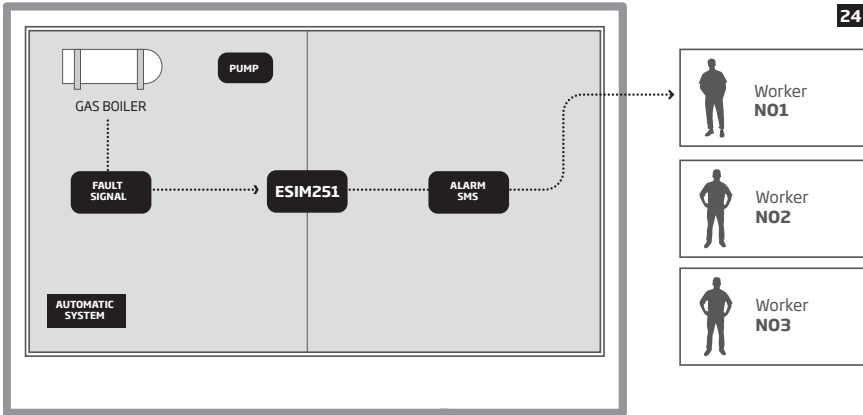 24
PUMP
GAS BOILER
FAULT
SIGNAL
ESIM251
ALARM
SMS
AUTOMATIC
SYSTEM
Worker
NO1
Worker
NO2
Worker
NO3